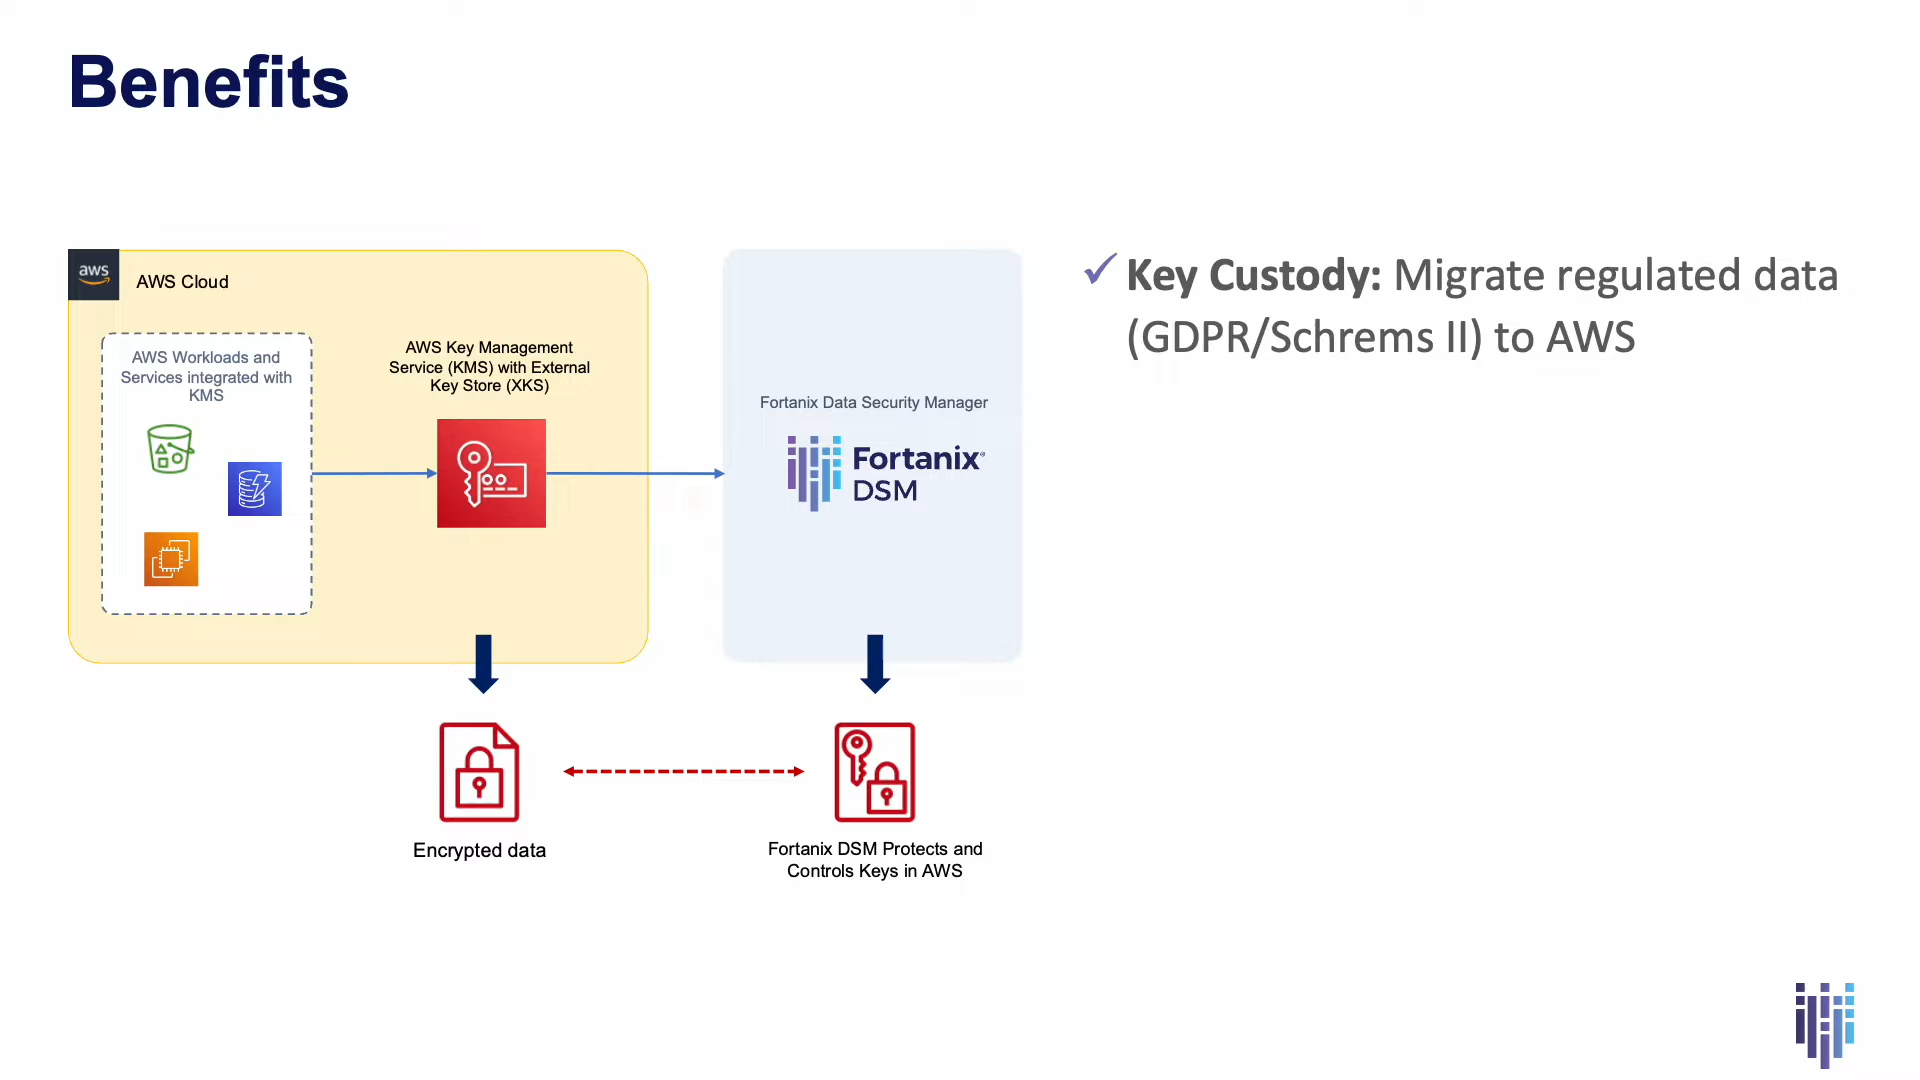 Benefits
aws
AWS Cloud
AWS Workloads and
Services integrated with
KMS
AWS Key Management
Service (KMS) with External
Key Store (XKS)
Fortanix Data Security Manager
Fortanix®
DSM
Key Custody: Migrate regulated data
(GDPR/Schrems II) to AWS
Encrypted data
Fortanix DSM Protects and
Controls Keys in AWS